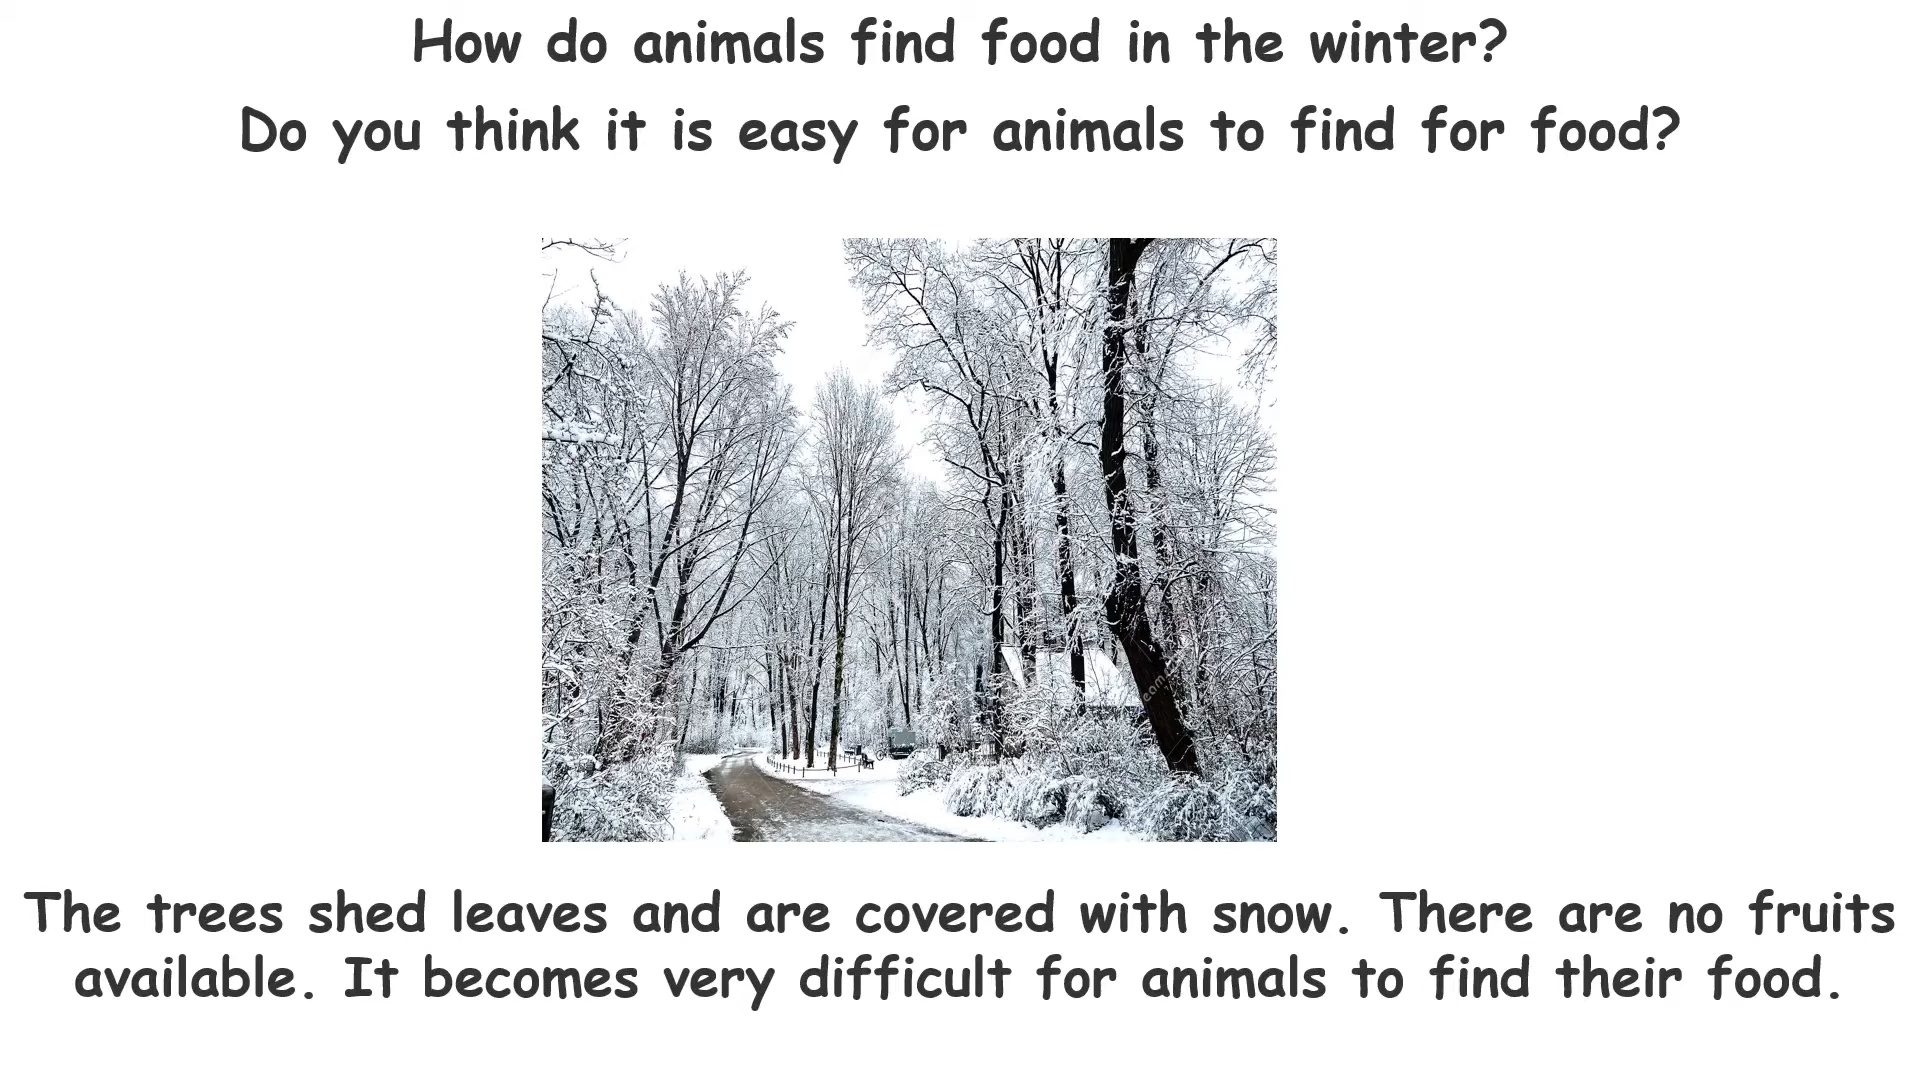 How do animals find food in the winter?
Do you think it is easy for animals to find for food?
The trees shed leaves and are covered with snow. There are no fruits
available. It becomes very difficult for animals to find their food.